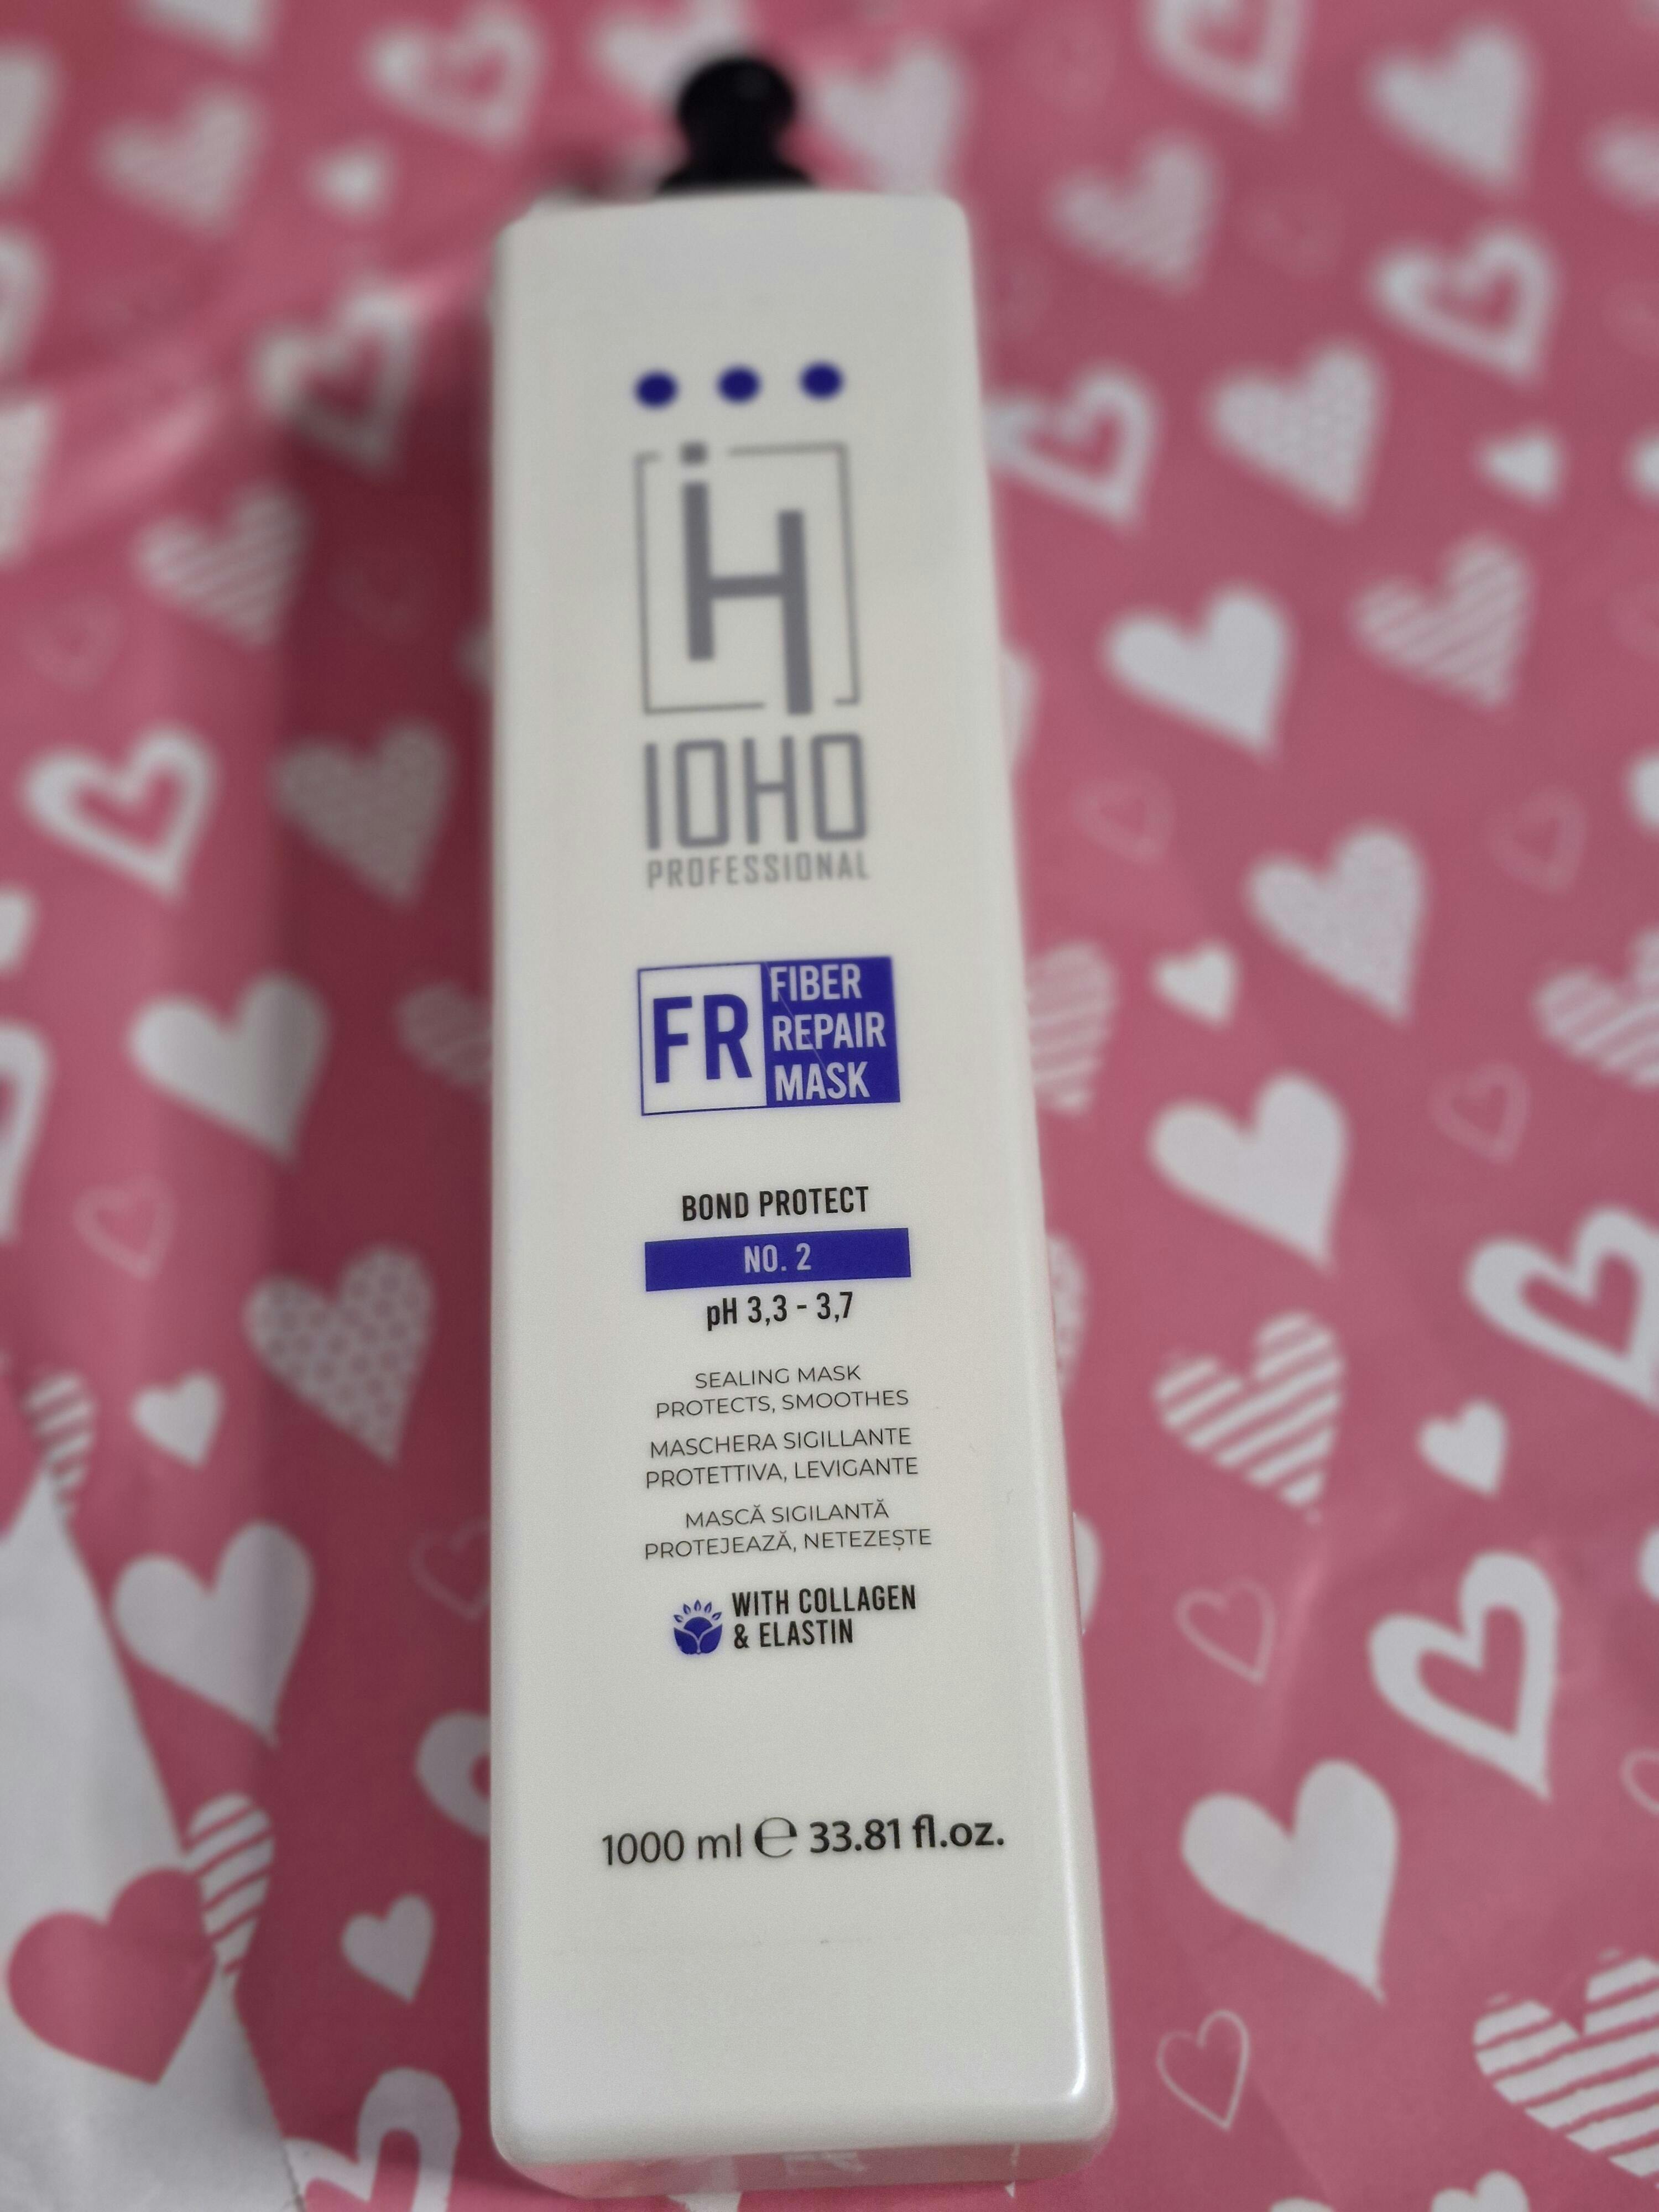 iH
IOHO
PROFESSIONAL
FR
FIBER
REPAIR
MASK
BOND PROTECT
NO. 2
pH 3,3 - 3,7
SEALING MASK
PROTECTS, SMOOTHES
MASCHERA SIGILLANTE
PROTETTIVA, LEVIGANTE
MASCĂ SIGILANTĂ
PROTEJEAZĂ, NETEZEȘTE
WITH COLLAGEN
& ELASTIN
1000 ml ℮ 33.81 fl.oz.